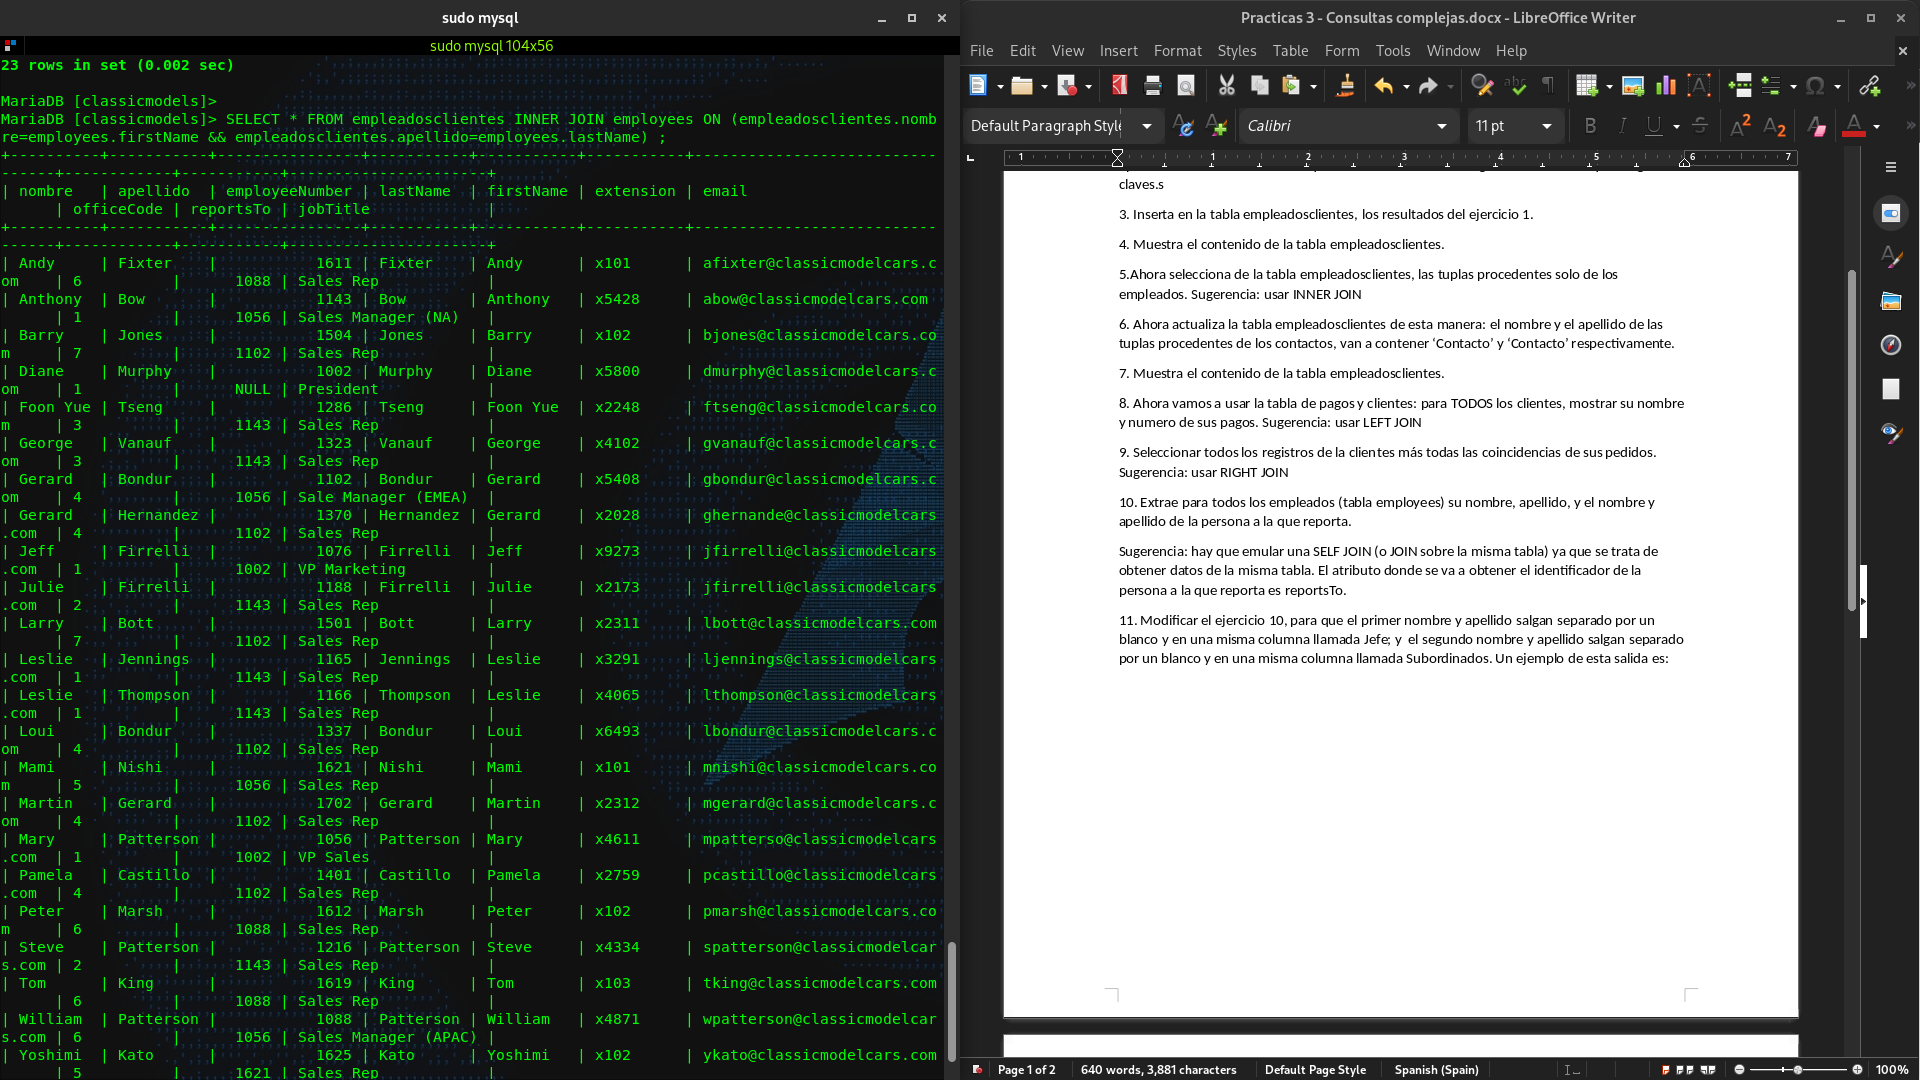 sudo mysql
sudo mysql 104x56
23 rows in set (0.002 sec)
MariaDB [classicmodels]>
MariaDB [classicmodels]> SELECT * FROM empleadosclientes INNER JOIN employees ON (empleadosclientes.nomb
re=employees.firstName && empleadosclientes.apellido=employees.lastName) ;
+----------+-----------+----------------+-----------+-----------+-----------+---------------------------
------+------------+-----------+----------------------+
| nombre   | apellido  | employeeNumber | lastName  | firstName | extension | email
      | officeCode | reportsTo | jobTitle             |
+----------+-----------+----------------+-----------+-----------+-----------+---------------------------
------+------------+-----------+----------------------+
| Andy     | Fixter    |           1611 | Fixter    | Andy      | x101      | afixter@classicmodelcars.c
om    | 6          |      1088 | Sales Rep            |
| Anthony  | Bow       |           1143 | Bow       | Anthony   | x5428     | abow@classicmodelcars.com
      | 1          |      1056 | Sales Manager (NA)   |
| Barry    | Jones     |           1504 | Jones     | Barry     | x102      | bjones@classicmodelcars.co
m     | 7          |      1102 | Sales Rep            |
| Diane    | Murphy    |           1002 | Murphy    | Diane     | x5800     | dmurphy@classicmodelcars.c
om    | 1          |      NULL | President            |
| Foon Yue | Tseng     |           1286 | Tseng     | Foon Yue  | x2248     | ftseng@classicmodelcars.co
m     | 3          |      1143 | Sales Rep            |
| George   | Vanauf    |           1323 | Vanauf    | George    | x4102     | gvanauf@classicmodelcars.c
om    | 3          |      1143 | Sales Rep            |
| Gerard   | Bondur    |           1102 | Bondur    | Gerard    | x5408     | gbondur@classicmodelcars.c
om    | 4          |      1056 | Sale Manager (EMEA)  |
| Gerard   | Hernandez |           1370 | Hernandez | Gerard    | x2028     | ghernande@classicmodelcars
.com  | 4          |      1102 | Sales Rep            |
| Jeff     | Firrelli  |           1076 | Firrelli  | Jeff      | x9273     | jfirrelli@classicmodelcars
.com  | 1          |      1002 | VP Marketing         |
| Julie    | Firrelli  |           1188 | Firrelli  | Julie     | x2173     | jfirrelli@classicmodelcars
.com  | 2          |      1143 | Sales Rep            |
| Larry    | Bott      |           1501 | Bott      | Larry     | x2311     | lbott@classicmodelcars.com
      | 7          |      1102 | Sales Rep            |
| Leslie   | Jennings  |           1165 | Jennings  | Leslie    | x3291     | ljennings@classicmodelcars
.com  | 1          |      1143 | Sales Rep            |
| Leslie   | Thompson  |           1166 | Thompson  | Leslie    | x4065     | lthompson@classicmodelcars
.com  | 1          |      1143 | Sales Rep            |
| Loui     | Bondur    |           1337 | Bondur    | Loui      | x6493     | lbondur@classicmodelcars.c
om    | 4          |      1102 | Sales Rep            |
| Mami     | Nishi     |           1621 | Nishi     | Mami      | x101      | mnishi@classicmodelcars.co
m     | 5          |      1056 | Sales Rep            |
| Martin   | Gerard    |           1702 | Gerard    | Martin    | x2312     | mgerard@classicmodelcars.c
om    | 4          |      1102 | Sales Rep            |
| Mary     | Patterson |           1056 | Patterson | Mary      | x4611     | mpatterso@classicmodelcars
.com  | 1          |      1002 | VP Sales             |
| Pamela   | Castillo  |           1401 | Castillo  | Pamela    | x2759     | pcastillo@classicmodelcars
.com  | 4          |      1102 | Sales Rep            |
| Peter    | Marsh     |           1612 | Marsh     | Peter     | x102      | pmarsh@classicmodelcars.co
m     | 6          |      1088 | Sales Rep            |
| Steve    | Patterson |           1216 | Patterson | Steve     | x4334     | spatterson@classicmodelcar
s.com | 2          |      1143 | Sales Rep            |
| Tom      | King      |           1619 | King      | Tom       | x103      | tking@classicmodelcars.com
      | 6          |      1088 | Sales Rep            |
| William  | Patterson |           1088 | Patterson | William   | x4871     | wpatterson@classicmodelcar
s.com | 6          |      1056 | Sales Manager (APAC) |
| Yoshimi  | Kato      |           1625 | Kato      | Yoshimi   | x102      | ykato@classicmodelcars.com
      | 5          |      1621 | Sales Rep            |
Practicas 3 - Consultas complejas.docx - LibreOffice Writer
File Edit View Insert Format Styles Table Form Tools Window Help
Default Paragraph Style Calibri 11 pt
1 1 2 3 4 5 6 7
claves.s
3. Inserta en la tabla empleadosclientes, los resultados del ejercicio 1.
4. Muestra el contenido de la tabla empleadosclientes.
5.Ahora selecciona de la tabla empleadosclientes, las tuplas procedentes solo de los
empleados. Sugerencia: usar INNER JOIN
6. Ahora actualiza la tabla empleadosclientes de esta manera: el nombre y el apellido de las
tuplas procedentes de los contactos, van a contener ‘Contacto’ y ‘Contacto’ respectivamente.
7. Muestra el contenido de la tabla empleadosclientes.
8. Ahora vamos a usar la tabla de pagos y clientes: para TODOS los clientes, mostrar su nombre
y numero de sus pagos. Sugerencia: usar LEFT JOIN
9. Seleccionar todos los registros de la clientes más todas las coincidencias de sus pedidos.
Sugerencia: usar RIGHT JOIN
10. Extrae para todos los empleados (tabla employees) su nombre, apellido, y el nombre y
apellido de la persona a la que reporta.
Sugerencia: hay que emular una SELF JOIN (o JOIN sobre la misma tabla) ya que se trata de
obtener datos de la misma tabla. El atributo donde se va a obtener el identificador de la
persona a la que reporta es reportsTo.
11. Modificar el ejercicio 10, para que el primer nombre y apellido salgan separado por un
blanco y en una misma columna llamada Jefe; y  el segundo nombre y apellido salgan separado
por un blanco y en una misma columna llamada Subordinados. Un ejemplo de esta salida es:
Page 1 of 2 640 words, 3,881 characters Default Page Style Spanish (Spain) 100%